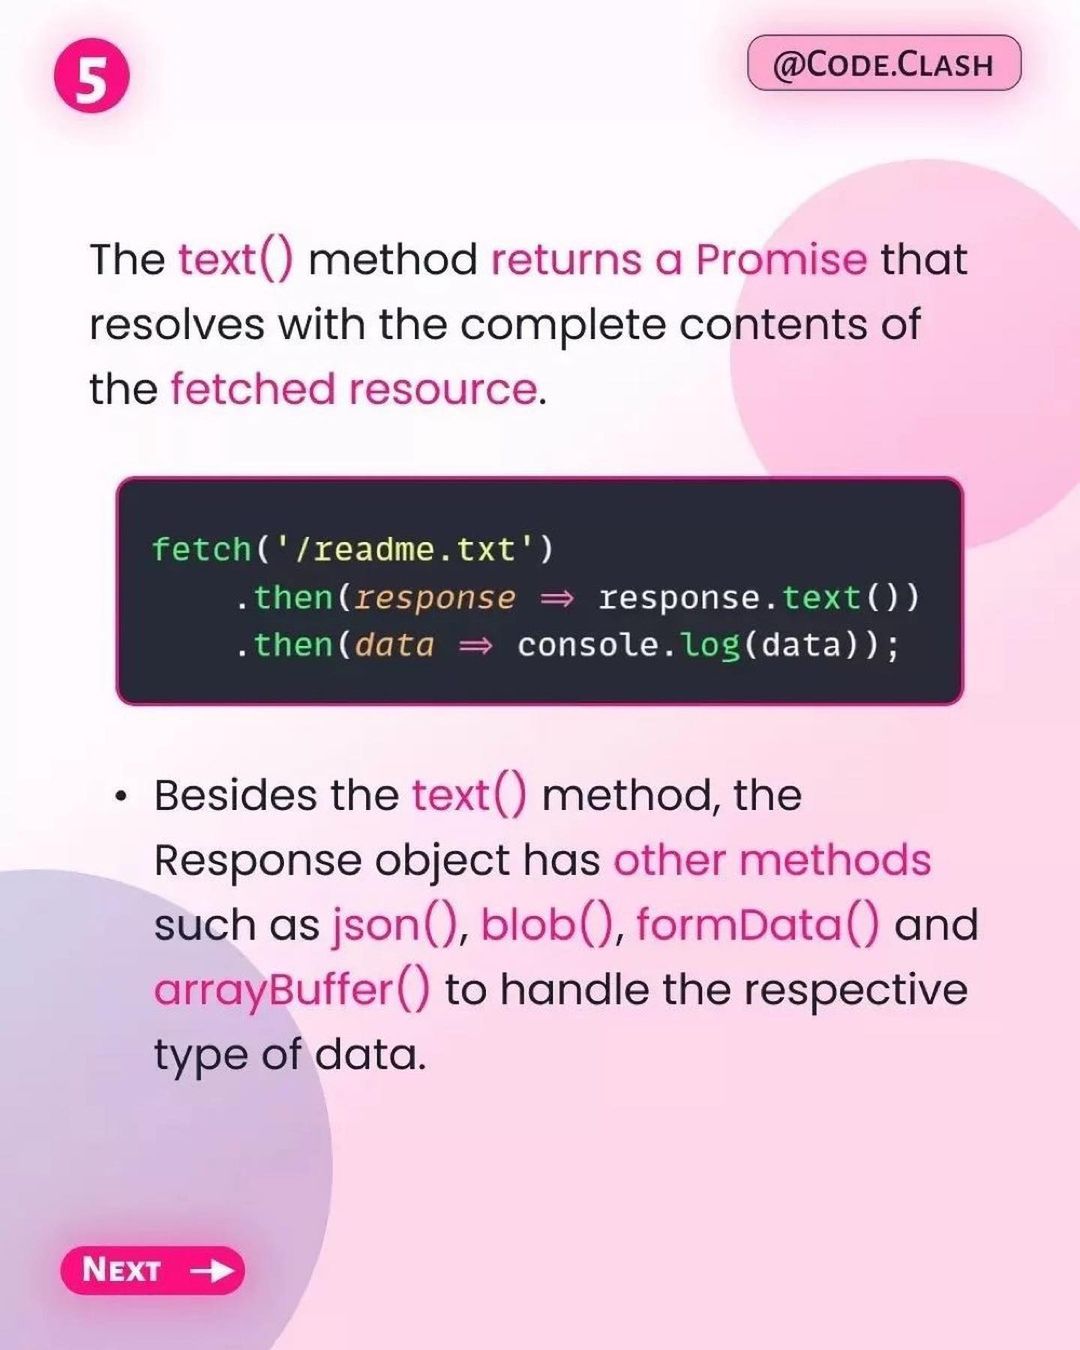 5
@Code.Clash
The text() method returns a Promise that
resolves with the complete contents of
the fetched resource.
fetch('/readme.txt')
    .then(response => response.text())
    .then(data => console.log(data));
• Besides the text() method, the
Response object has other methods
such as json(), blob(), formData() and
arrayBuffer() to handle the respective
type of data.
Next